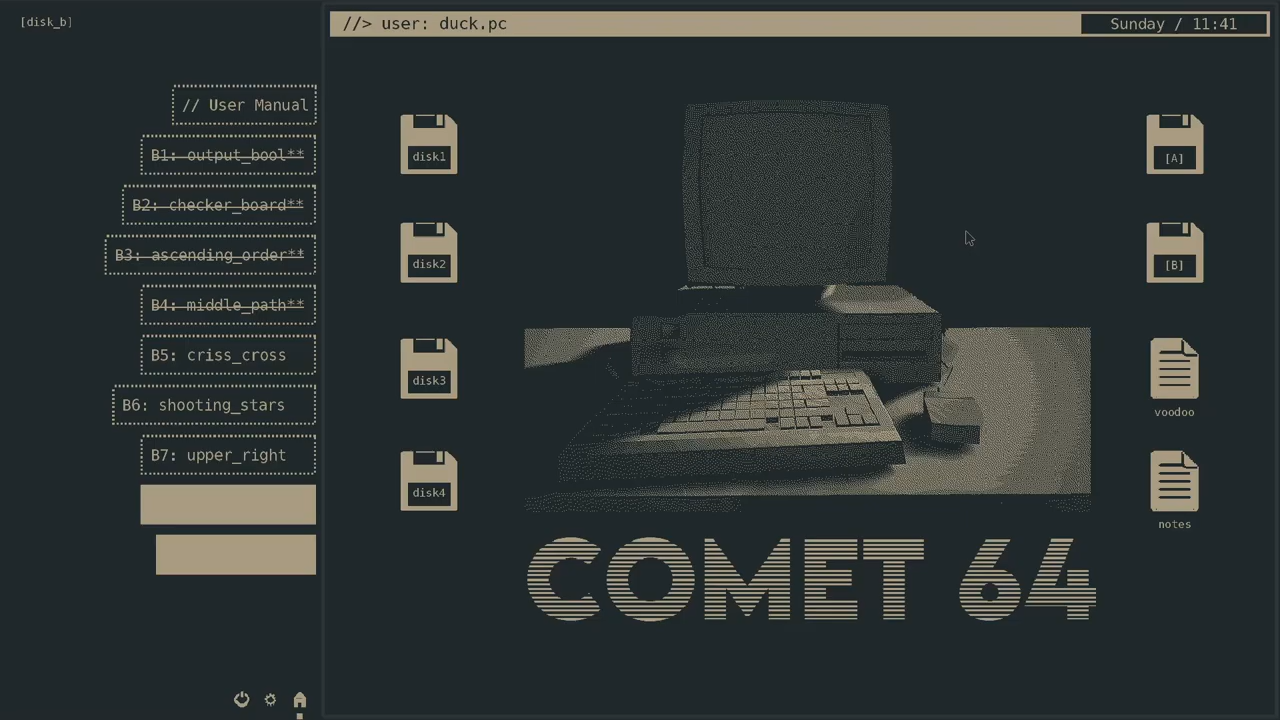 [disk_b]
//> user: duck.pc
Sunday / 11:41
// User Manual
B1: output_bool**
B2: checker_board**
B3: ascending_order**
B4: middle_path**
B5: criss_cross
B6: shooting_stars
B7: upper_right
disk1
disk2
disk3
disk4
[A]
[B]
voodoo
notes
COMET 64